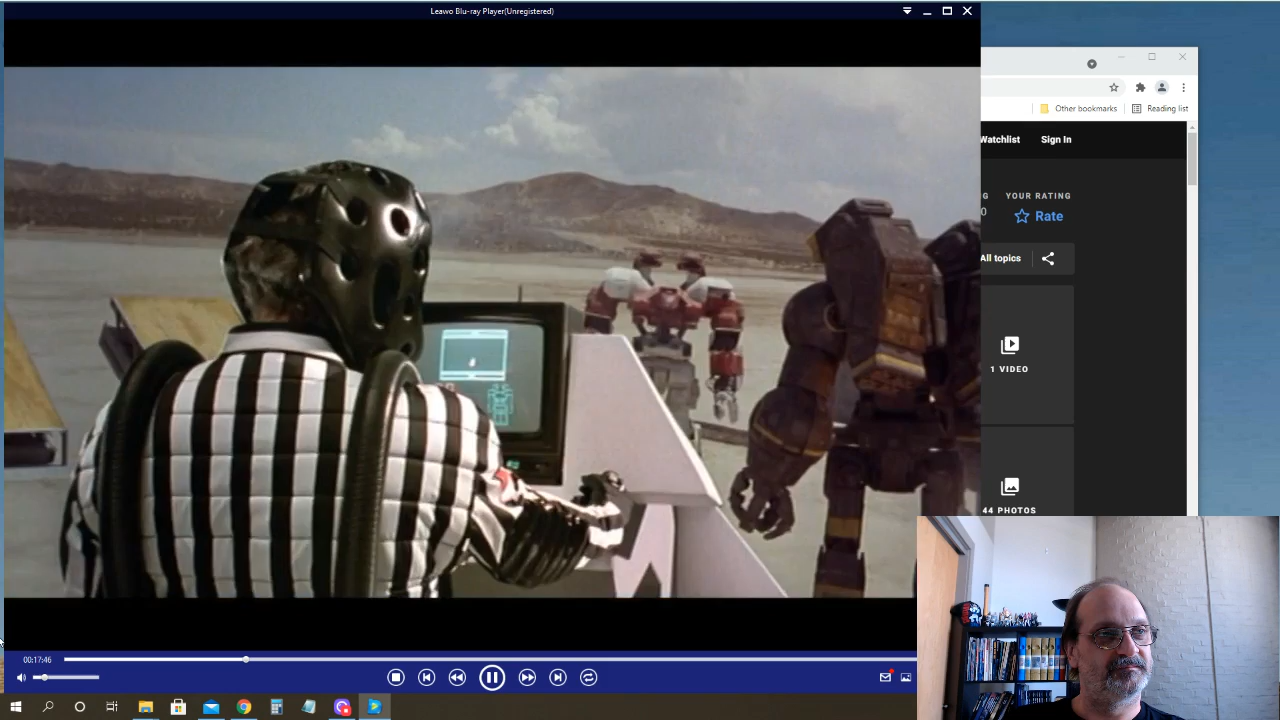 Leawo Blu-ray Player(Unregistered)
Other bookmarks
Reading list
Watchlist
Sign In
YOUR RATING
Rate
All topics
1 VIDEO
44 PHOTOS
00:17:46